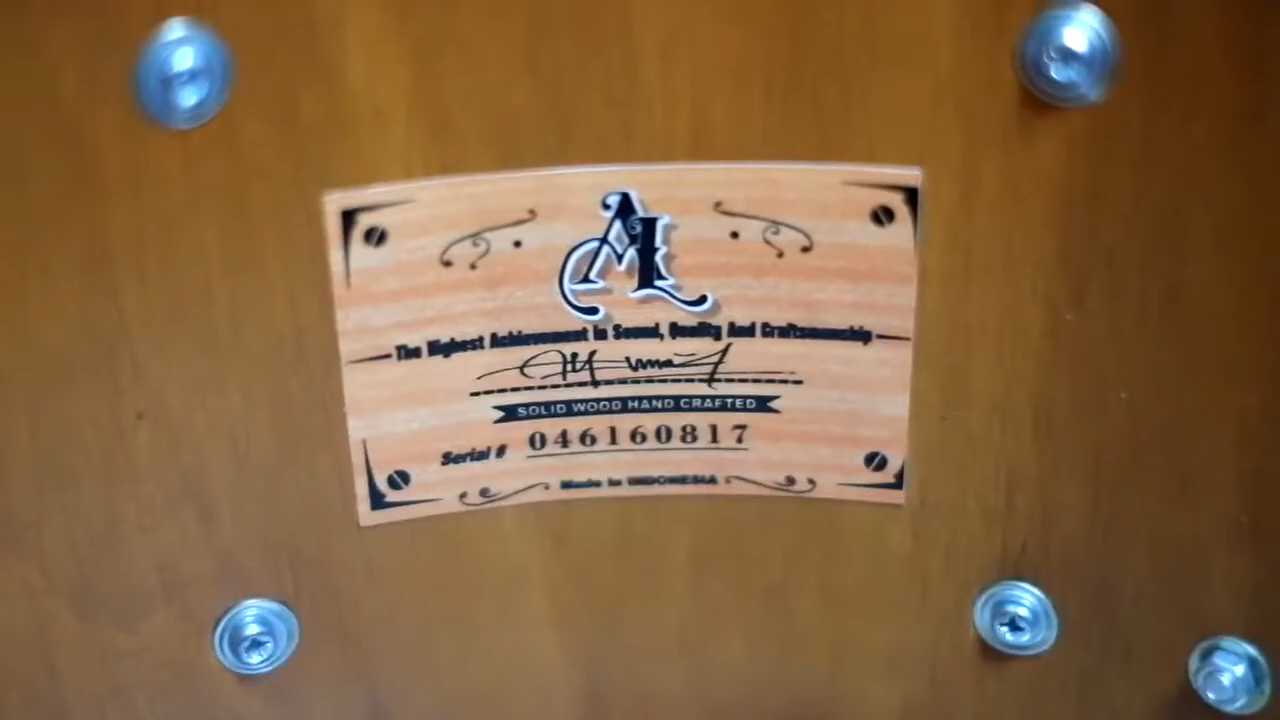 AL
The Highest Achievement In Sound, Quality And Craftsmanship
SOLID WOOD HAND CRAFTED
Serial # 046160817
Made In INDONESIA